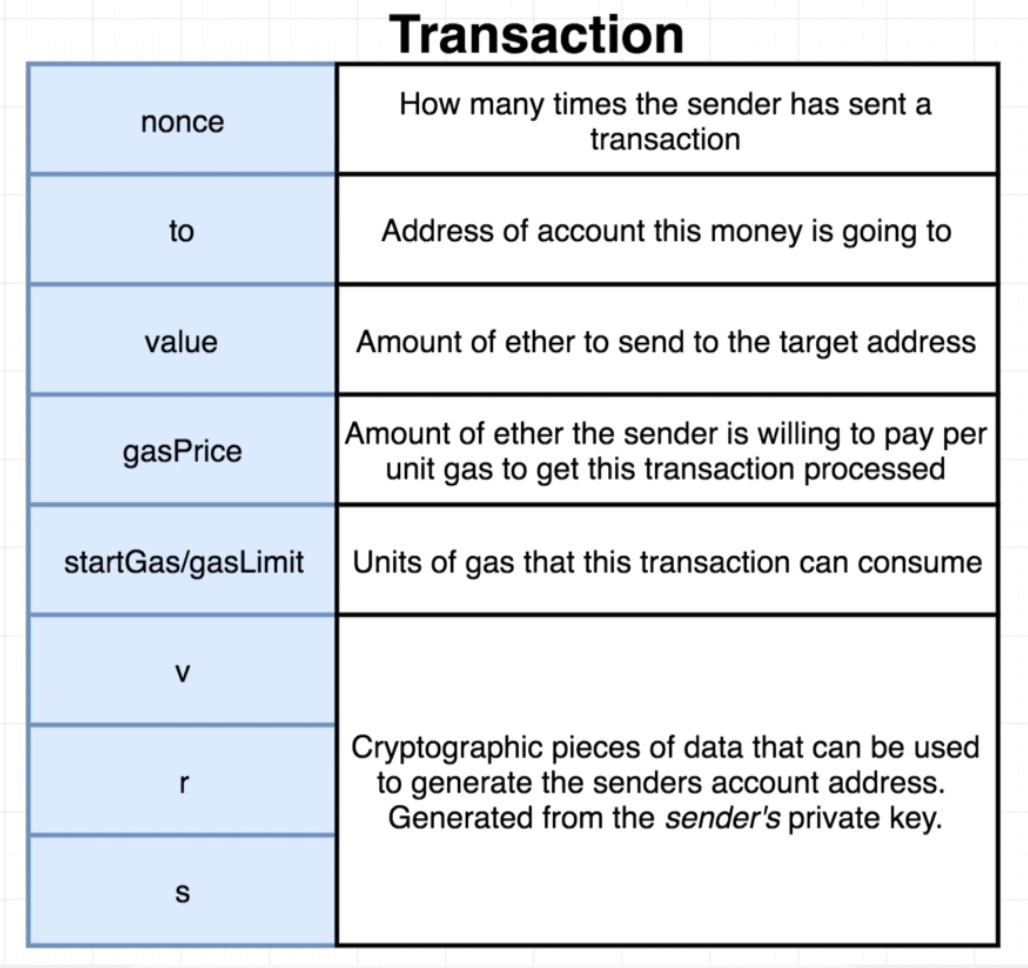 Transaction
nonce
How many times the sender has sent a
transaction
to
Address of account this money is going to
value
Amount of ether to send to the target address
gasPrice
Amount of ether the sender is willing to pay per
unit gas to get this transaction processed
startGas/gasLimit
Units of gas that this transaction can consume
v
r
s
Cryptographic pieces of data that can be used
to generate the senders account address.
Generated from the sender's private key.